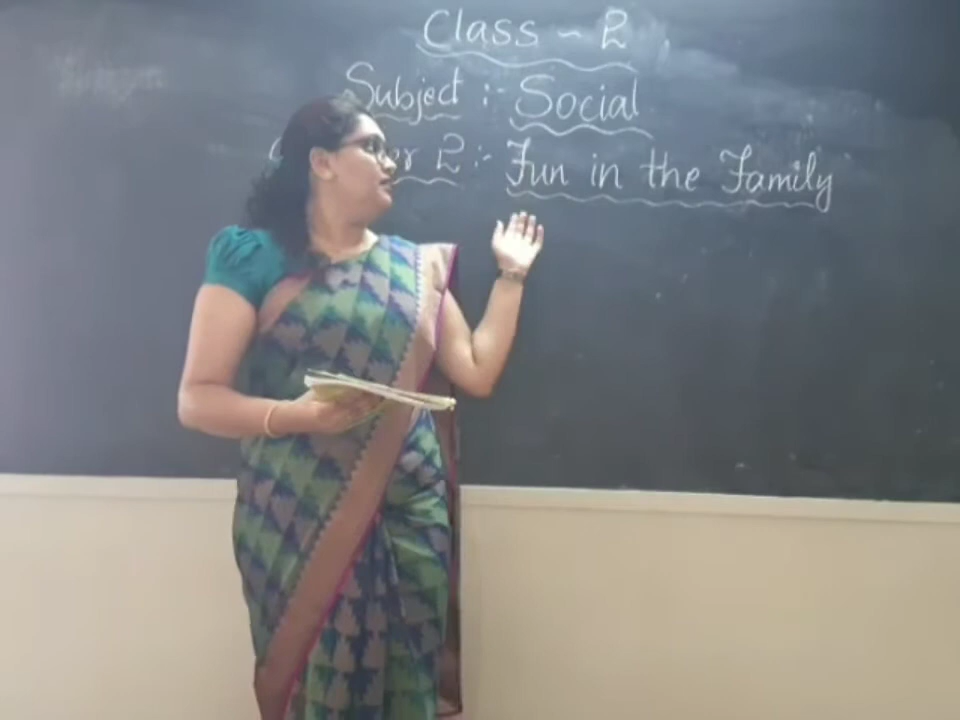 Class - 2
Subject :- Social
2 :- Fun in the Family